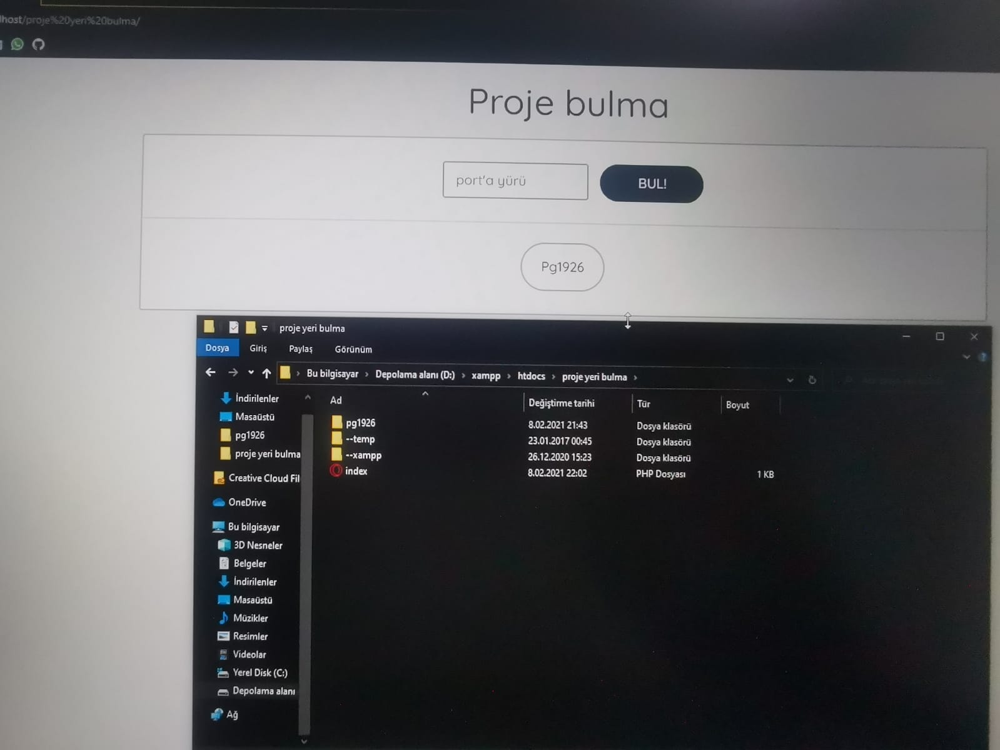 lhost/proje%20yeri%20bulma/
Proje bulma
port'a yürü
BUL!
Pg1926
proje yeri bulma
Dosya Giriş Paylaş Görünüm
Bu bilgisayar › Depolama alanı (D:) › xampp › htdocs › proje yeri bulma ›
İndirilenler
Masaüstü
pg1926
proje yeri bulma
Creative Cloud Fil
OneDrive
Bu bilgisayar
3D Nesneler
Belgeler
İndirilenler
Masaüstü
Müzikler
Resimler
Videolar
Yerel Disk (C:)
Depolama alanı
Ağ
Ad Değiştirme tarihi Tür Boyut
pg1926 8.02.2021 21:43 Dosya klasörü
--temp 23.01.2017 00:45 Dosya klasörü
--xampp 26.12.2020 15:23 Dosya klasörü
index 8.02.2021 22:02 PHP Dosyası 1 KB